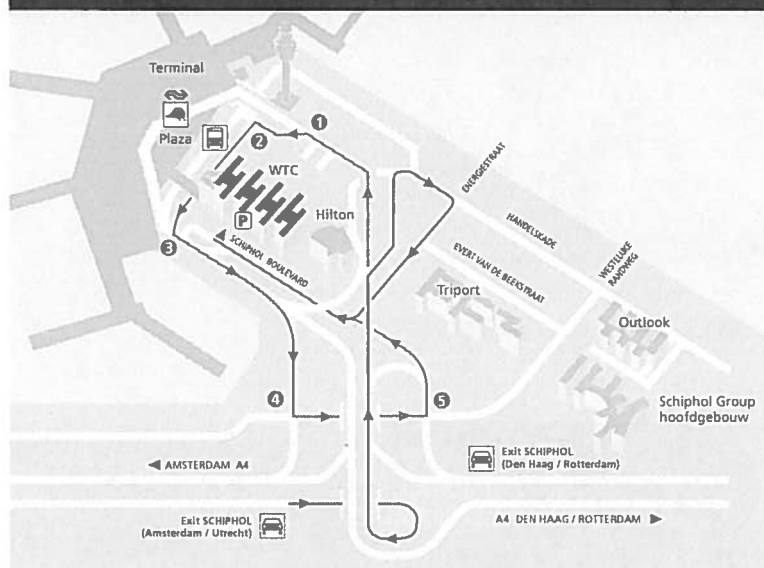 Terminal
Plaza
1
2
WTC
P
Hilton
3
SCHIPHOL BOULEVARD
ENERGIESTRAAT
HANDELSKADE
EVERT VAN DE BEEKSTRAAT
WESTELIJKE
RANDWEG
Triport
Outlook
Schiphol Group
hoofdgebouw
4
5
AMSTERDAM A4
Exit SCHIPHOL
(Den Haag / Rotterdam)
Exit SCHIPHOL
(Amsterdam / Utrecht)
A4 DEN HAAG / ROTTERDAM